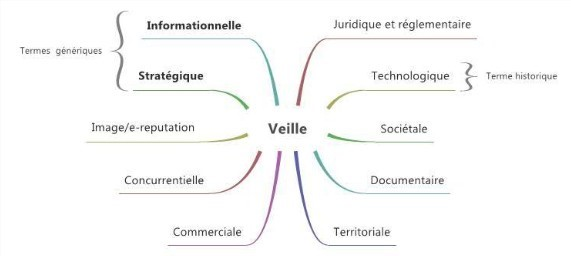 Informationnelle
Termes génériques
Stratégique
Image/e-reputation
Concurrentielle
Commerciale
Veille
Juridique et réglementaire
Technologique
Terme historique
Sociétale
Documentaire
Territoriale